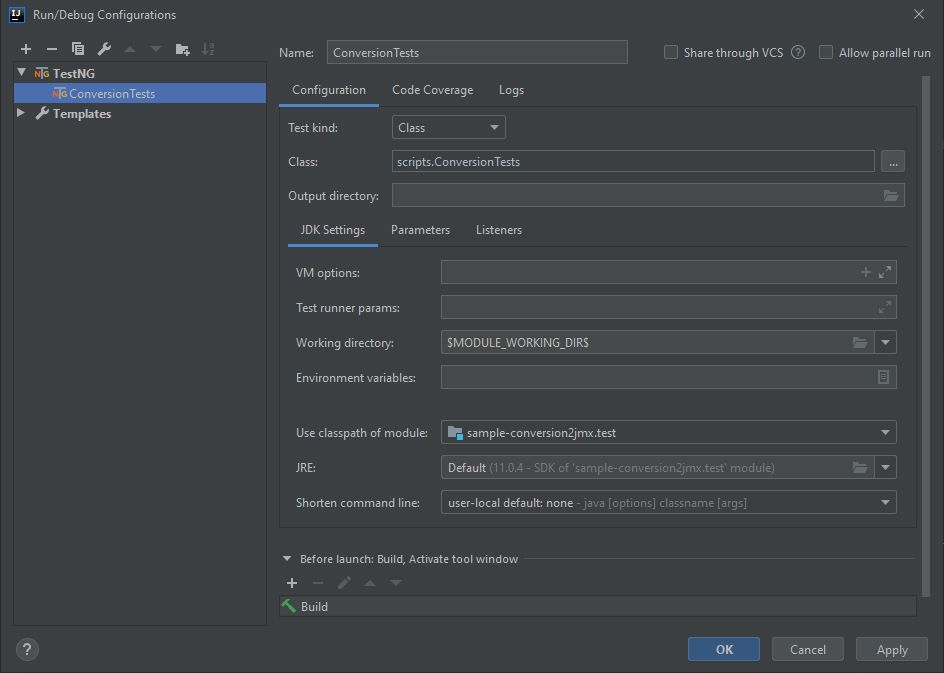 IJ Run/Debug Configurations
Name: ConversionTests Share through VCS ? Allow parallel run
NTG TestNG
NTG ConversionTests
Templates
Configuration Code Coverage Logs
Test kind: Class
Class: scripts.ConversionTests ...
Output directory:
JDK Settings Parameters Listeners
VM options:
Test runner params:
Working directory: $MODULE_WORKING_DIR$
Environment variables:
Use classpath of module: sample-conversion2jmx.test
JRE: Default (11.0.4 - SDK of 'sample-conversion2jmx.test' module)
Shorten command line: user-local default: none - java [options] classname [args]
Before launch: Build, Activate tool window
Build
? OK Cancel Apply